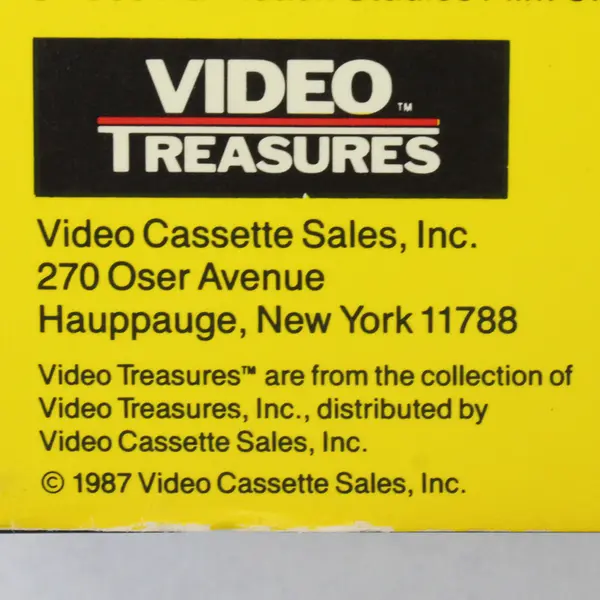 VIDEO™
TREASURES
Video Cassette Sales, Inc.
270 Oser Avenue
Hauppauge, New York 11788
Video Treasures™ are from the collection of
Video Treasures, Inc., distributed by
Video Cassette Sales, Inc.
© 1987 Video Cassette Sales, Inc.